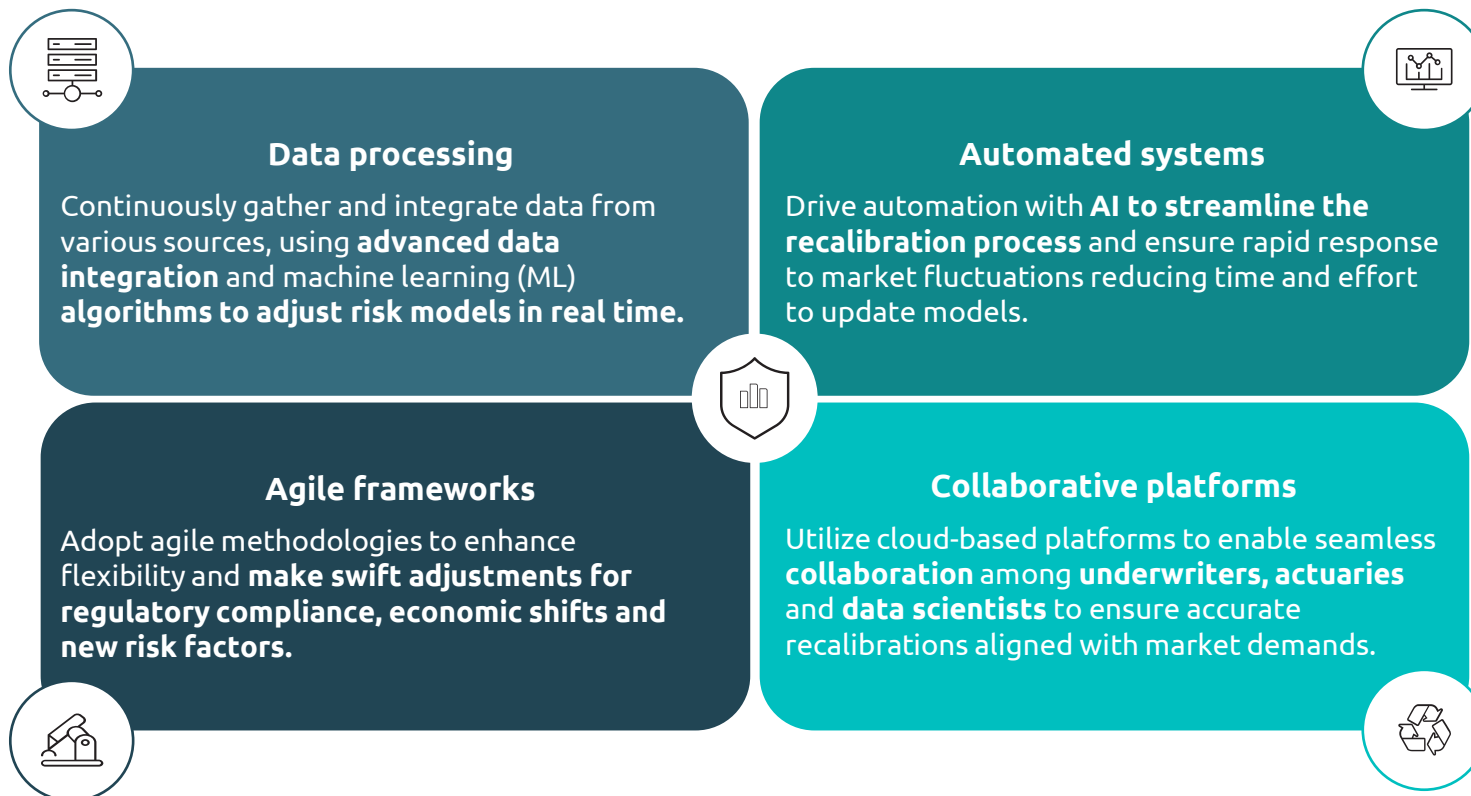 Data processing
Continuously gather and integrate data from
various sources, using advanced data
integration and machine learning (ML)
algorithms to adjust risk models in real time.
Automated systems
Drive automation with AI to streamline the
recalibration process and ensure rapid response
to market fluctuations reducing time and effort
to update models.
Agile frameworks
Adopt agile methodologies to enhance
flexibility and make swift adjustments for
regulatory compliance, economic shifts and
new risk factors.
Collaborative platforms
Utilize cloud-based platforms to enable seamless
collaboration among underwriters, actuaries
and data scientists to ensure accurate
recalibrations aligned with market demands.